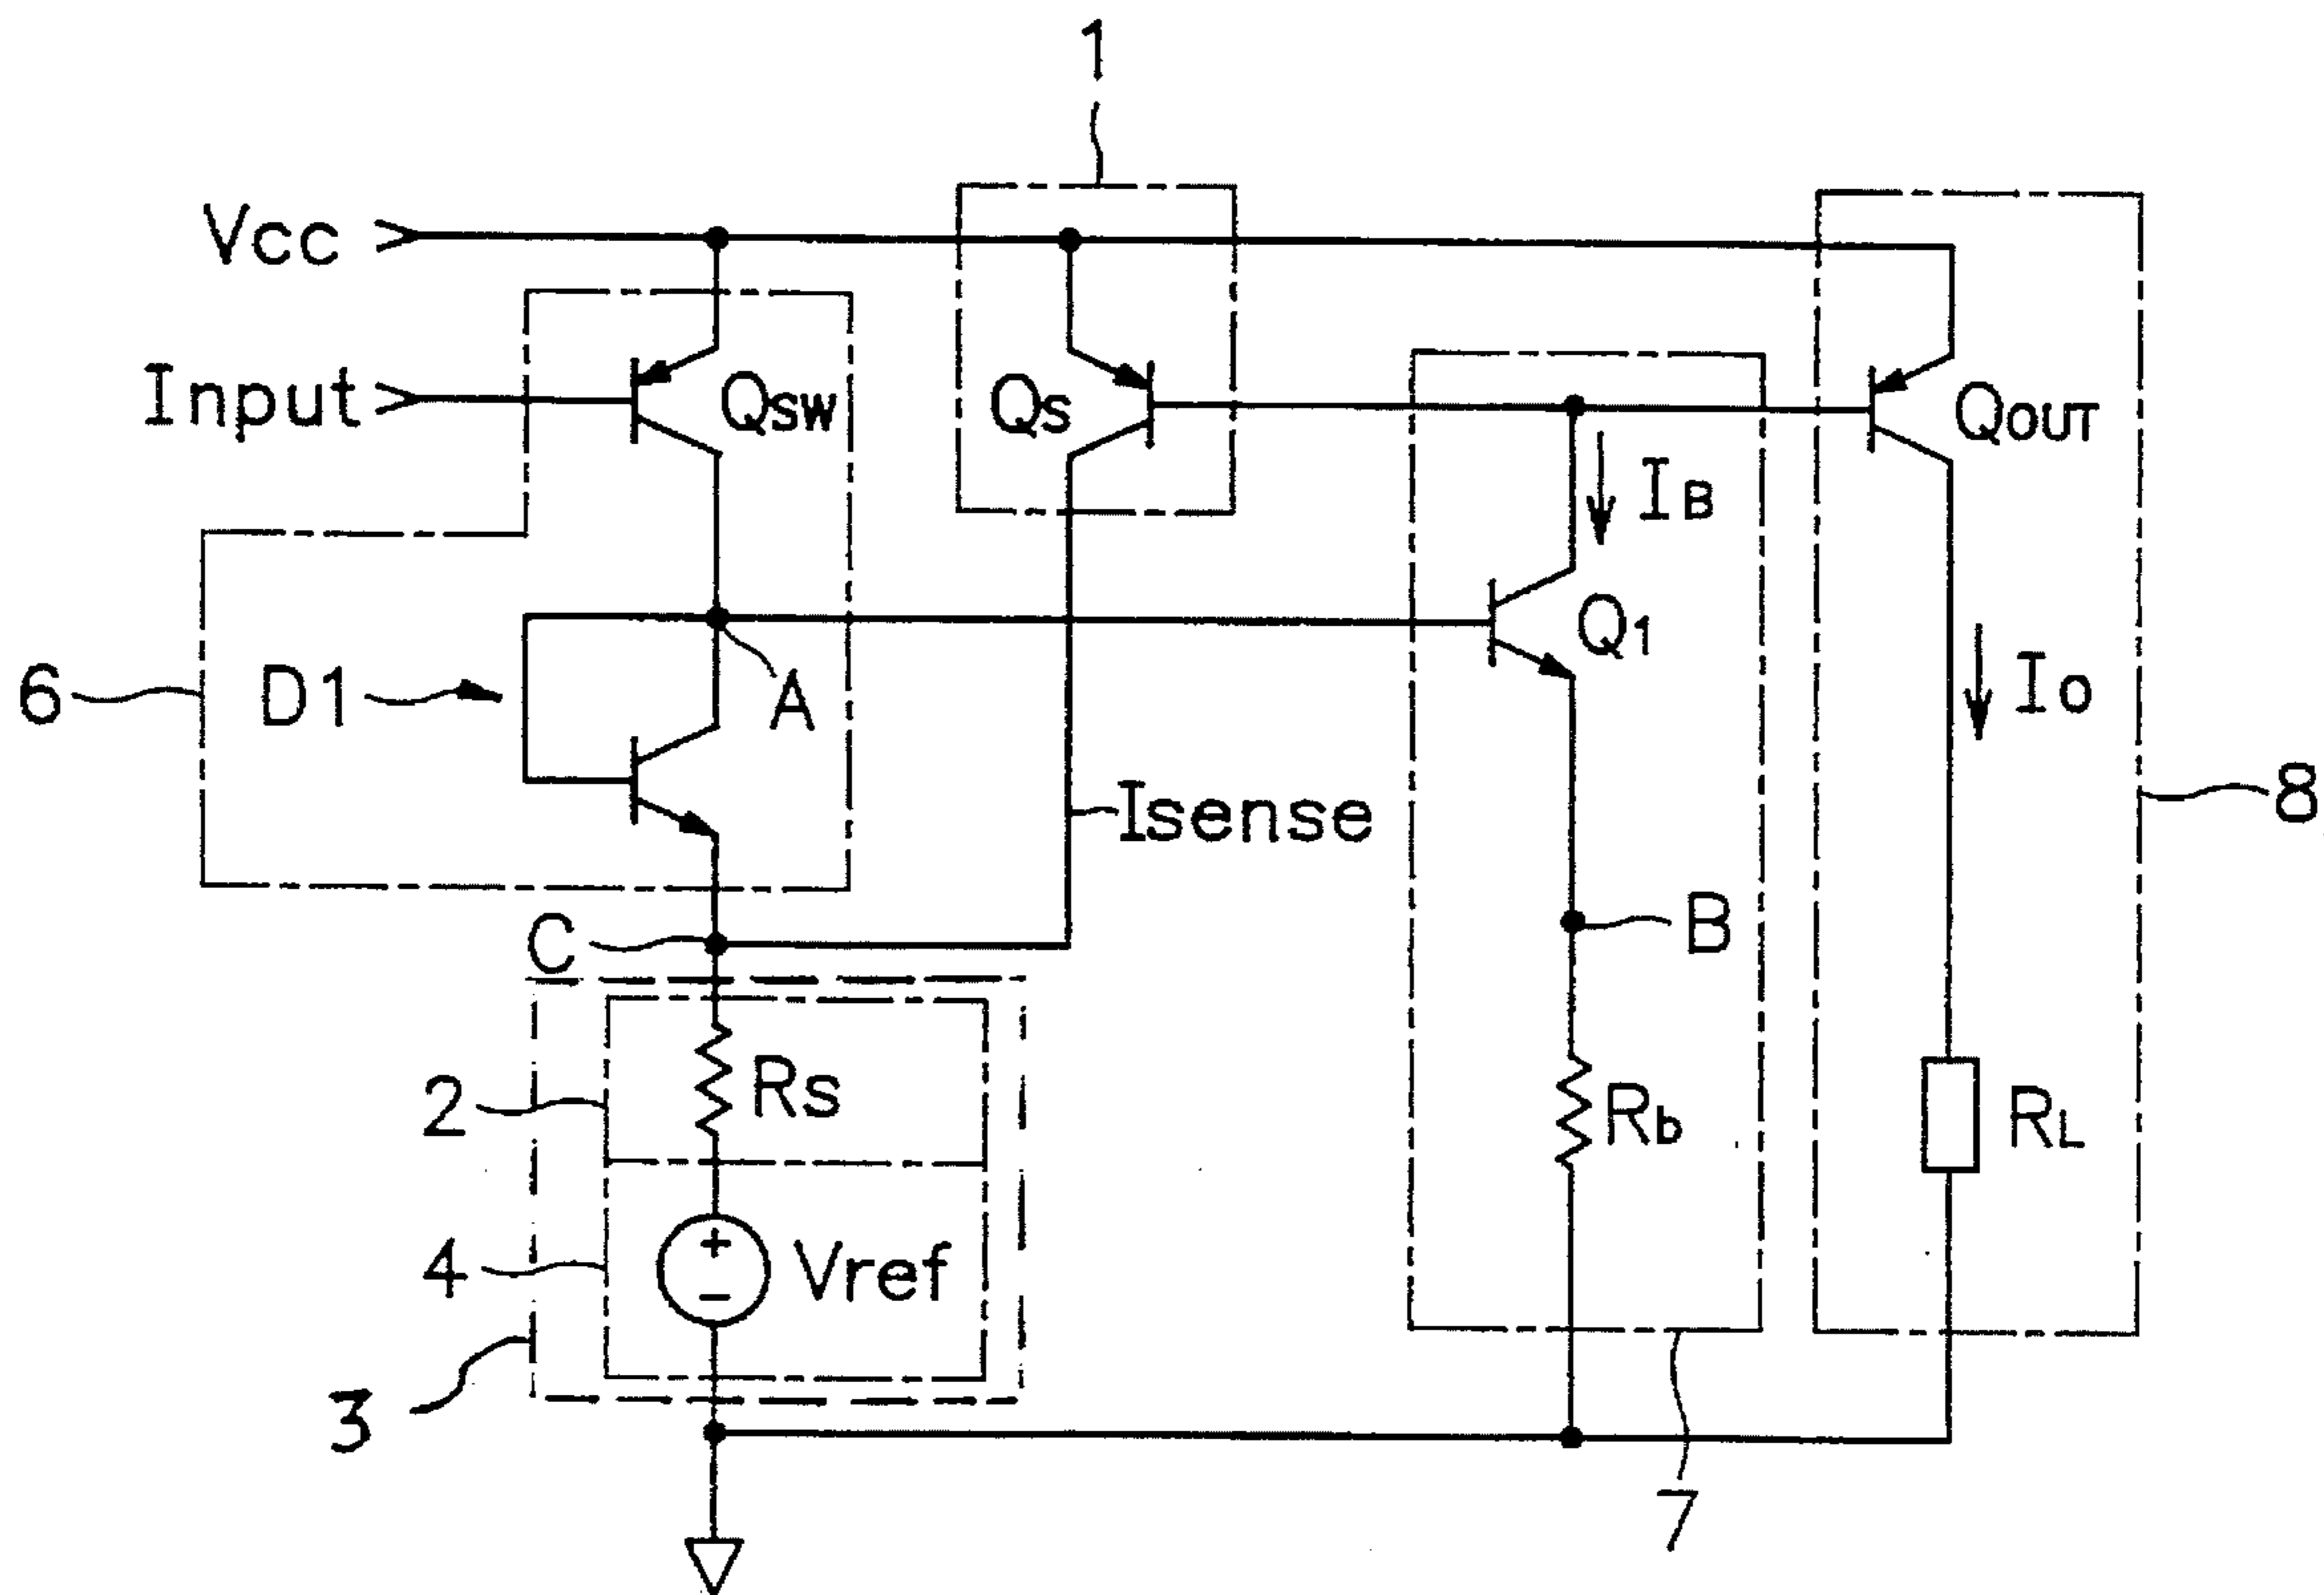 1
Vcc
Input
Qsw
Qs
QOUT
IB
Q1
6
D1
A
Io
Isense
8
C
B
2
Rs
Rb
RL
4
Vref
3
7